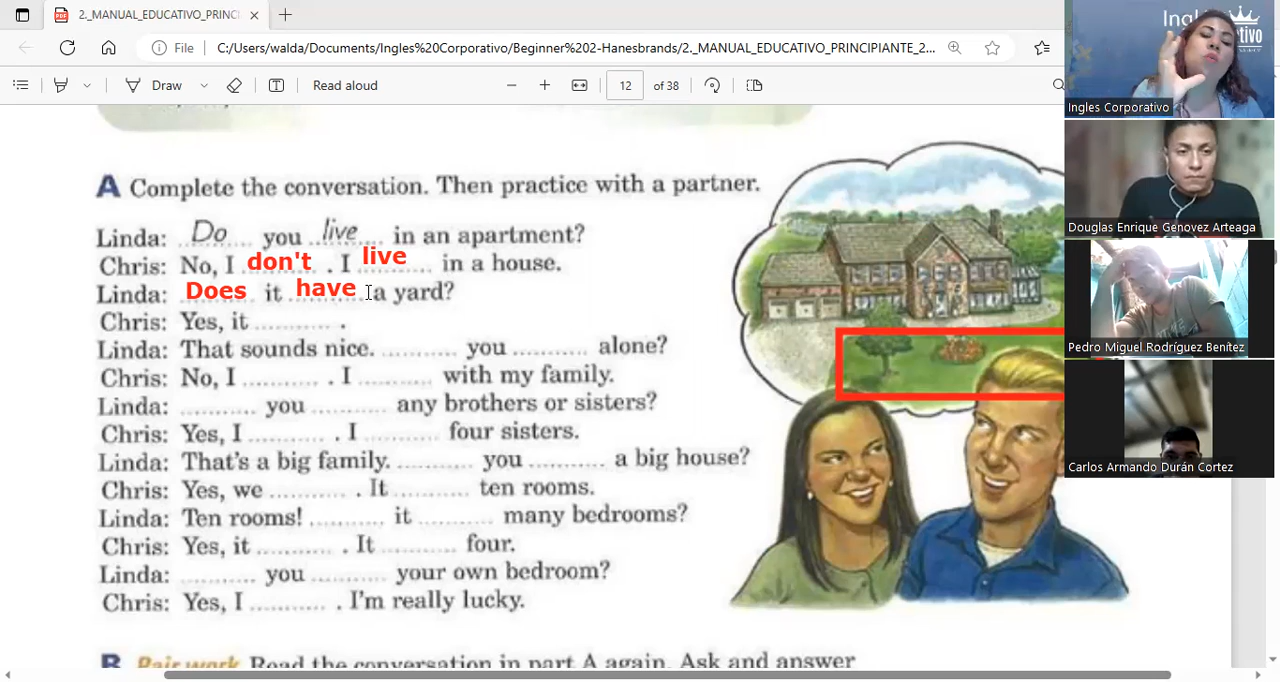 2._MANUAL_EDUCATIVO_PRINCI
File C:/Users/walda/Documents/Ingles%20Corporativo/Beginner%202-Hanesbrands/2._MANUAL_EDUCATIVO_PRINCIPIANTE_2...
Draw Read aloud 12 of 38
A Complete the conversation. Then practice with a partner.
Linda: Do you live in an apartment?
Chris: No, I don't . I live in a house.
Linda: Does it have a yard?
Chris: Yes, it ............ .
Linda: That sounds nice. ............ you ............ alone?
Chris: No, I ............ . I ............ with my family.
Linda: ............ you ............ any brothers or sisters?
Chris: Yes, I ............ . I ............ four sisters.
Linda: That's a big family. ............ you ............ a big house?
Chris: Yes, we ............ . It ............ ten rooms.
Linda: Ten rooms! ............ it ............ many bedrooms?
Chris: Yes, it ............ . It ............ four.
Linda: ............ you ............ your own bedroom?
Chris: Yes, I ............ . I'm really lucky.
B Pair work Read the conversation in part A again. Ask and answer
Ingles Corporativo
Douglas Enrique Genovez Arteaga
Pedro Miguel Rodríguez Benítez
Carlos Armando Durán Cortez